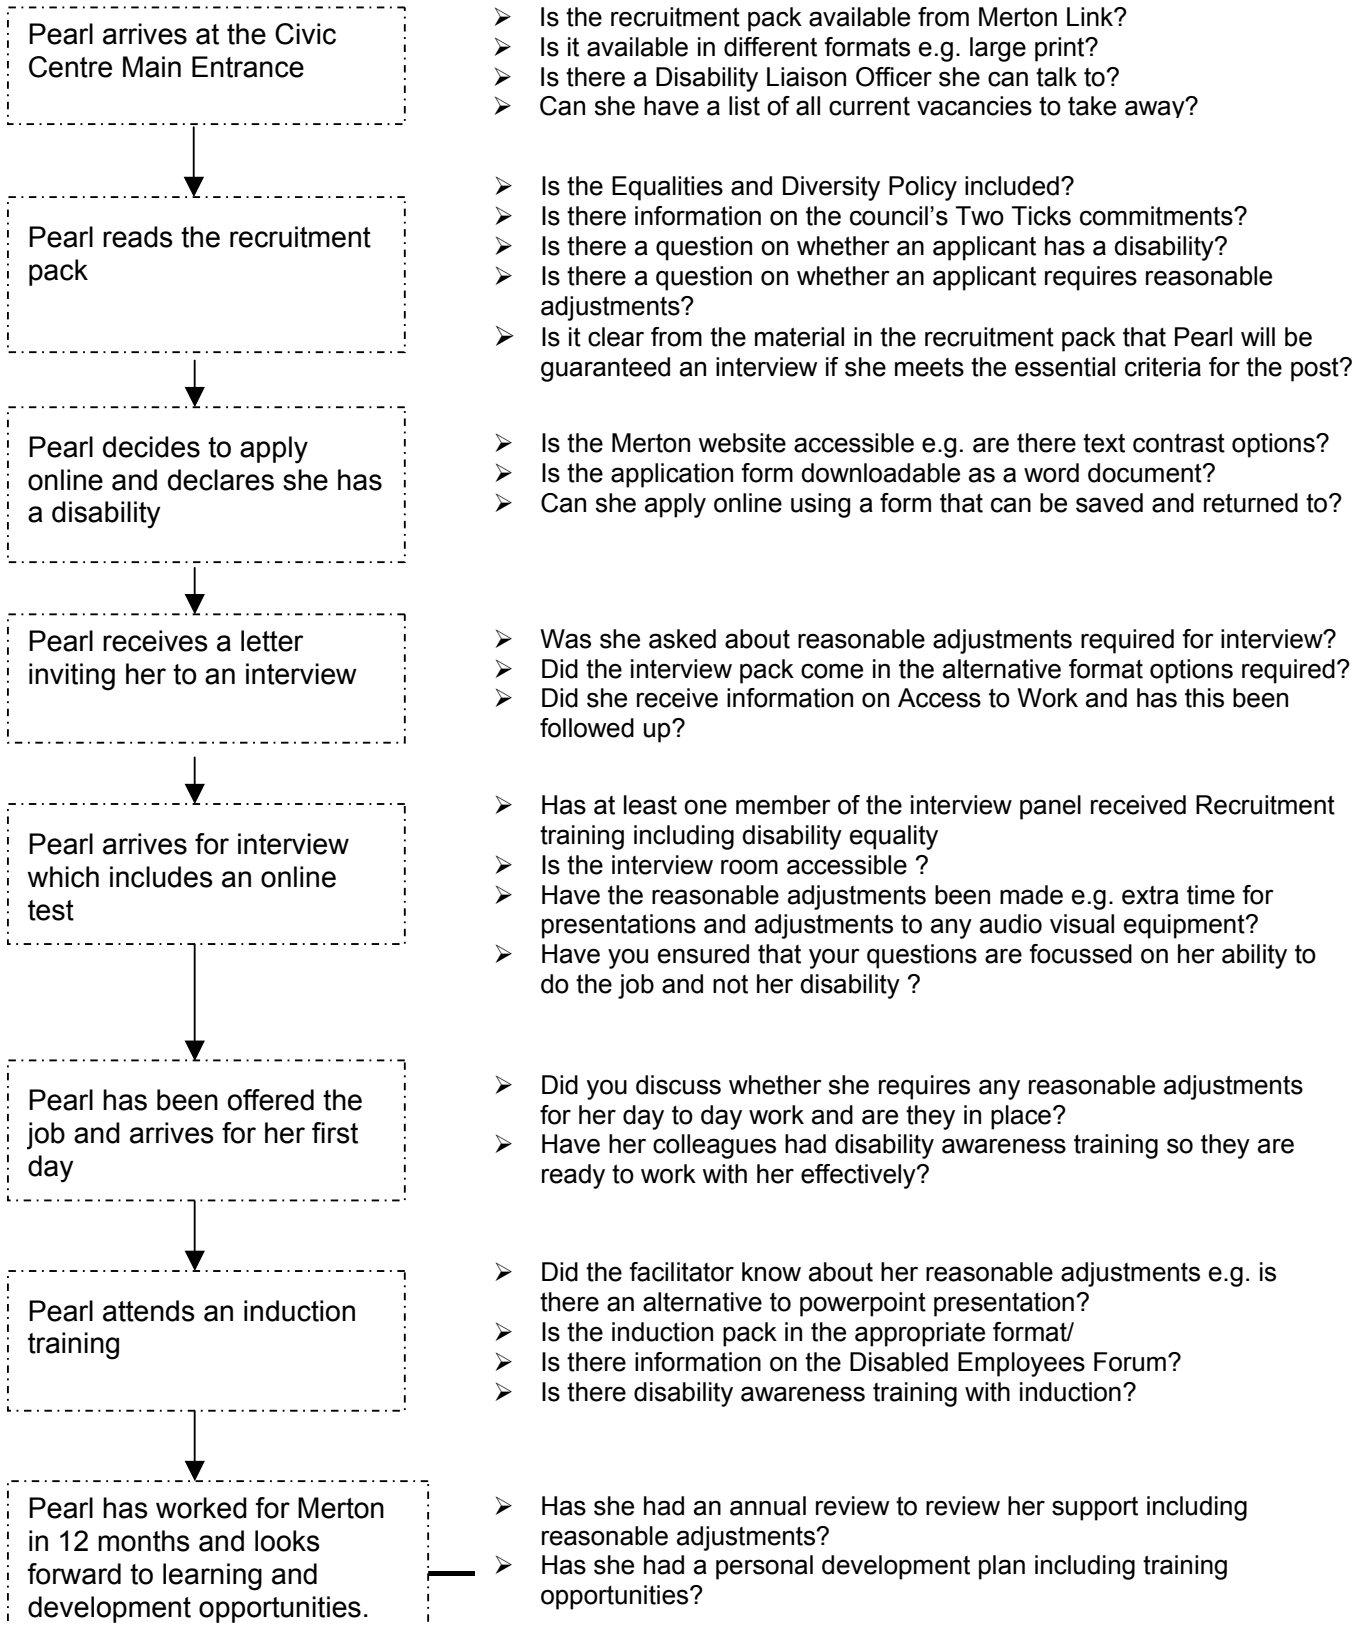 Pearl arrives at the Civic
Centre Main Entrance
➢ Is the recruitment pack available from Merton Link?
➢ Is it available in different formats e.g. large print?
➢ Is there a Disability Liaison Officer she can talk to?
➢ Can she have a list of all current vacancies to take away?
Pearl reads the recruitment
pack
➢ Is the Equalities and Diversity Policy included?
➢ Is there information on the council's Two Ticks commitments?
➢ Is there a question on whether an applicant has a disability?
➢ Is there a question on whether an applicant requires reasonable
adjustments?
➢ Is it clear from the material in the recruitment pack that Pearl will be
guaranteed an interview if she meets the essential criteria for the post?
Pearl decides to apply
online and declares she has
a disability
➢ Is the Merton website accessible e.g. are there text contrast options?
➢ Is the application form downloadable as a word document?
➢ Can she apply online using a form that can be saved and returned to?
Pearl receives a letter
inviting her to an interview
➢ Was she asked about reasonable adjustments required for interview?
➢ Did the interview pack come in the alternative format options required?
➢ Did she receive information on Access to Work and has this been
followed up?
Pearl arrives for interview
which includes an online
test
➢ Has at least one member of the interview panel received Recruitment
training including disability equality
➢ Is the interview room accessible ?
➢ Have the reasonable adjustments been made e.g. extra time for
presentations and adjustments to any audio visual equipment?
➢ Have you ensured that your questions are focussed on her ability to
do the job and not her disability ?
Pearl has been offered the
job and arrives for her first
day
➢ Did you discuss whether she requires any reasonable adjustments
for her day to day work and are they in place?
➢ Have her colleagues had disability awareness training so they are
ready to work with her effectively?
Pearl attends an induction
training
➢ Did the facilitator know about her reasonable adjustments e.g. is
there an alternative to powerpoint presentation?
➢ Is the induction pack in the appropriate format/
➢ Is there information on the Disabled Employees Forum?
➢ Is there disability awareness training with induction?
Pearl has worked for Merton
in 12 months and looks
forward to learning and
development opportunities.
➢ Has she had an annual review to review her support including
reasonable adjustments?
➢ Has she had a personal development plan including training
opportunities?